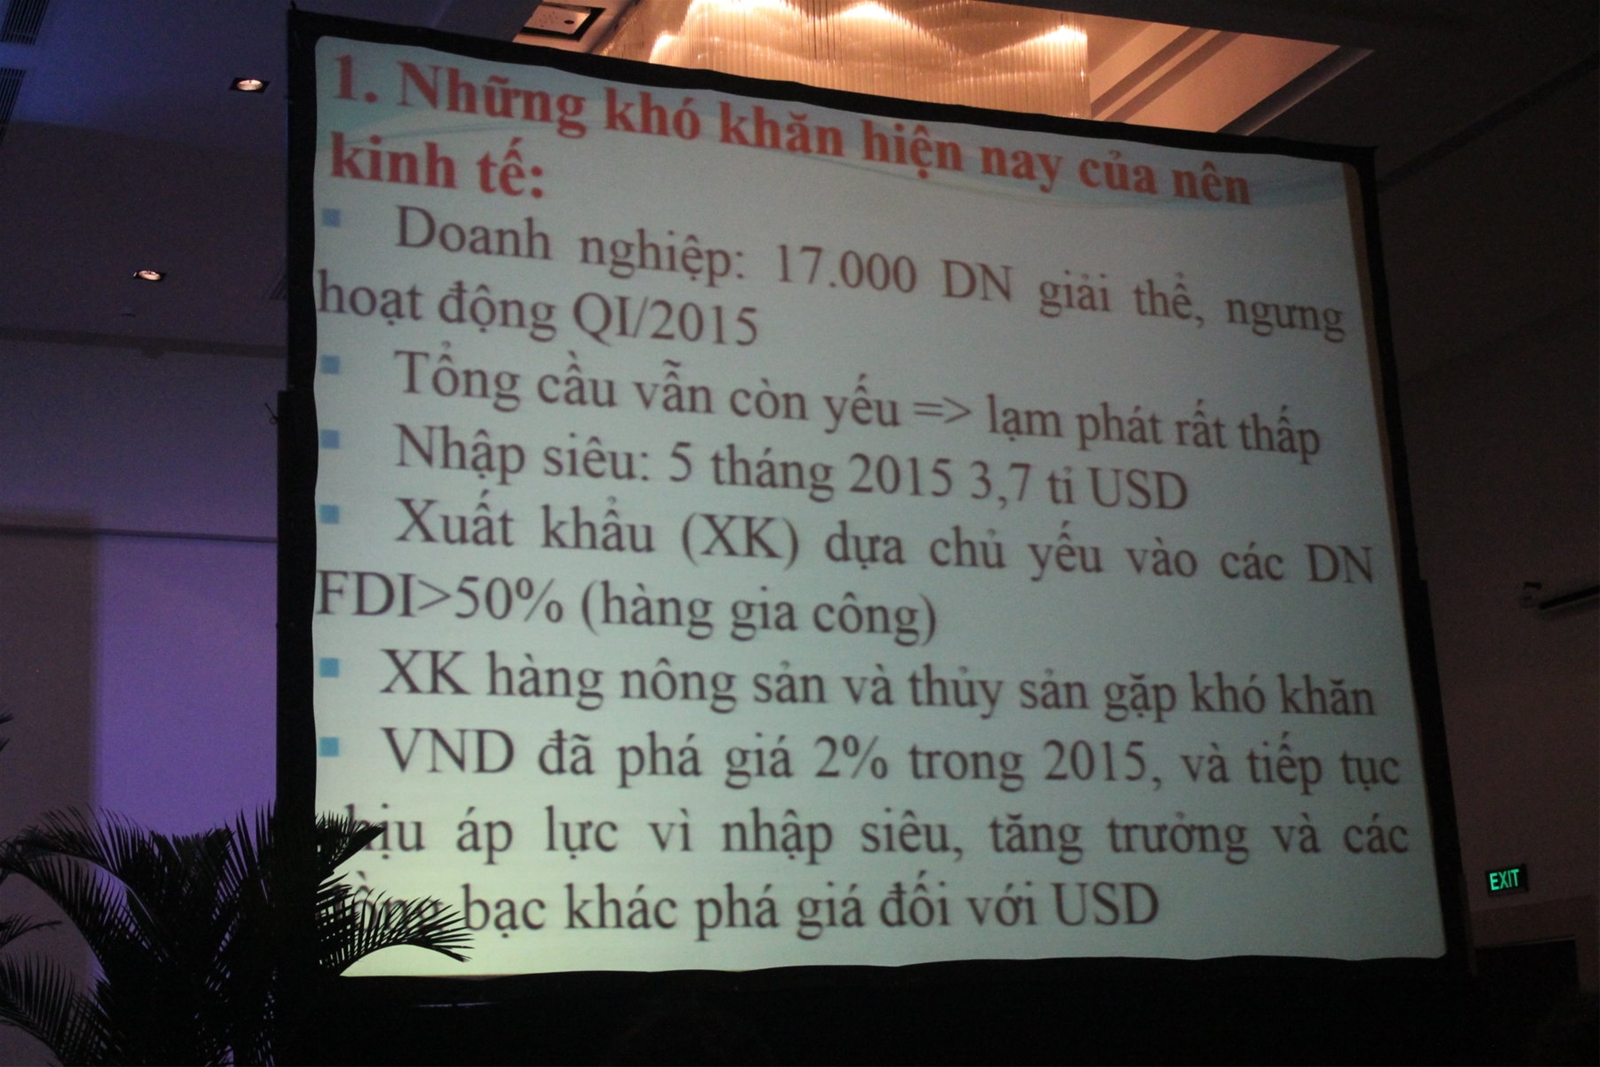 1. Những khó khăn hiện nay của nên
kinh tế:
Doanh nghiệp: 17.000 DN giải thể, ngưng
hoạt động QI/2015
Tổng cầu vẫn còn yếu => lạm phát rất thấp
Nhập siêu: 5 tháng 2015 3,7 tỉ USD
Xuất khẩu (XK) dựa chủ yếu vào các DN
FDI>50% (hàng gia công)
XK hàng nông sản và thủy sản gặp khó khăn
VND đã phá giá 2% trong 2015, và tiếp tục
áp lực vì nhập siêu, tăng trưởng và các
bạc khác phá giá đối với USD
EXIT